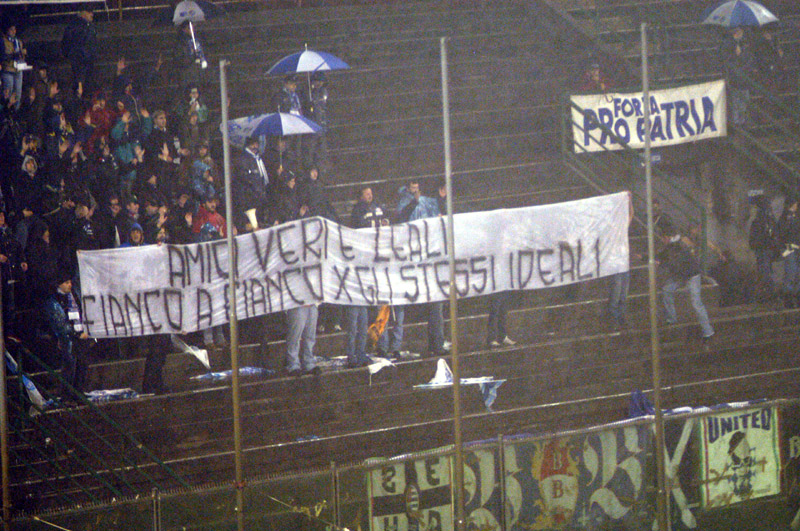 FORZA
PRO PATRIA
AMICI VERI E LEALI
FIANCO A FIANCO X GLI STESSI IDEALI
UNITED
B B
B